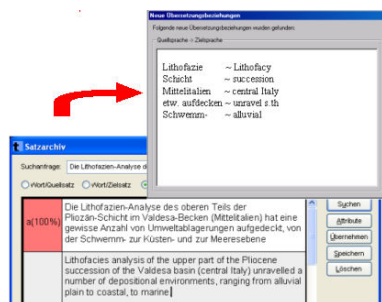 Neue Übersetzungsbeziehungen
Folgende neue Übersetzungsbeziehungen wurden gefunden:
Quellsprache > Zielsprache
Lithofazie ~ Lithofacy
Schicht ~ succession
Mittelitalien ~ central Italy
etw. aufdecken ~ unravel s.th
Schwemm- ~ alluvial
Satzarchiv
Suchanfrage: Die Lithofazien-Analyse d
Wort/Quellsatz Wort/Zielsatz
a(100%)
Die Lithofazien-Analyse des oberen Teils der
Pliozän-Schicht im Valdesa-Becken (Mittelitalien) hat eine
gewisse Anzahl von Umweltablagerungen aufgedeckt, von
der Schwemm- zur Küsten- und zur Meeresebene
Lithofacies analysis of the upper part of the Pliocene
succession of the Valdesa basin (central Italy) unravelled a
number of depositional environments, ranging from alluvial
plain to coastal, to marine
Suchen
Attribute
Übernehmen
Speichern
Löschen